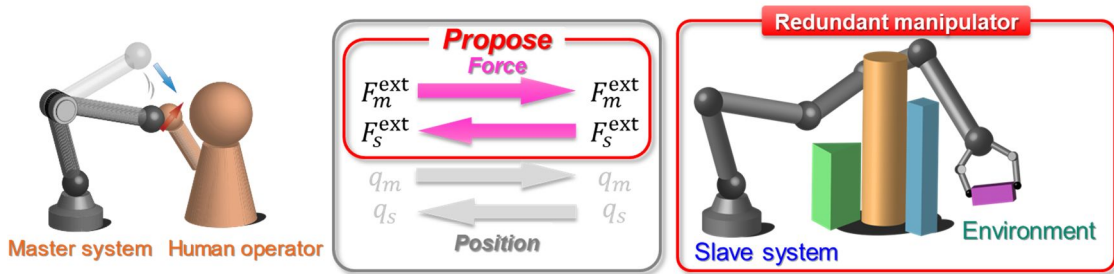 Master system
Human operator
Propose
Force
F_m^ext F_m^ext
F_s^ext F_s^ext
q_m q_m
q_s q_s
Position
Redundant manipulator
Slave system
Environment